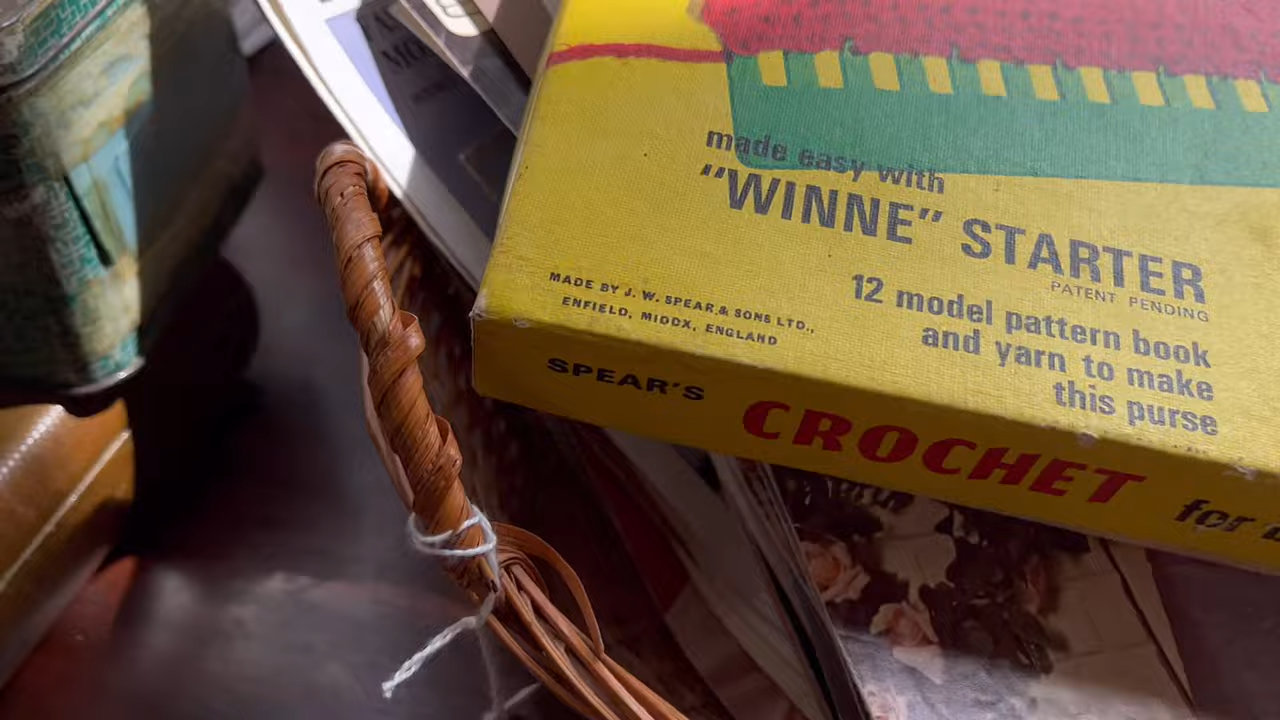 made easy with
"WINNE" STARTER
PATENT PENDING
12 model pattern book
and yarn to make
this purse
MADE BY J. W. SPEAR & SONS LTD.,
ENFIELD, MIDDX, ENGLAND
SPEAR'S
CROCHET for